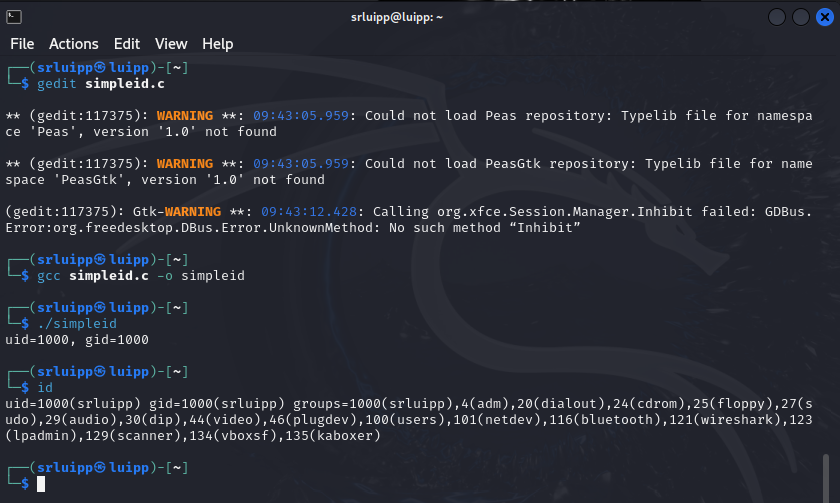 srluipp@luipp: ~
File Actions Edit View Help
┌──(srluipp㉿luipp)-[~]
└─$ gedit simpleid.c
** (gedit:117375): WARNING **: 09:43:05.959: Could not load Peas repository: Typelib file for namespa
ce 'Peas', version '1.0' not found
** (gedit:117375): WARNING **: 09:43:05.959: Could not load PeasGtk repository: Typelib file for name
space 'PeasGtk', version '1.0' not found
(gedit:117375): Gtk-WARNING **: 09:43:12.428: Calling org.xfce.Session.Manager.Inhibit failed: GDBus.
Error:org.freedesktop.DBus.Error.UnknownMethod: No such method “Inhibit”
┌──(srluipp㉿luipp)-[~]
└─$ gcc simpleid.c -o simpleid
┌──(srluipp㉿luipp)-[~]
└─$ ./simpleid
uid=1000, gid=1000
┌──(srluipp㉿luipp)-[~]
└─$ id
uid=1000(srluipp) gid=1000(srluipp) groups=1000(srluipp),4(adm),20(dialout),24(cdrom),25(floppy),27(s
udo),29(audio),30(dip),44(video),46(plugdev),100(users),101(netdev),116(bluetooth),121(wireshark),123
(lpadmin),129(scanner),134(vboxsf),135(kaboxer)
┌──(srluipp㉿luipp)-[~]
└─$